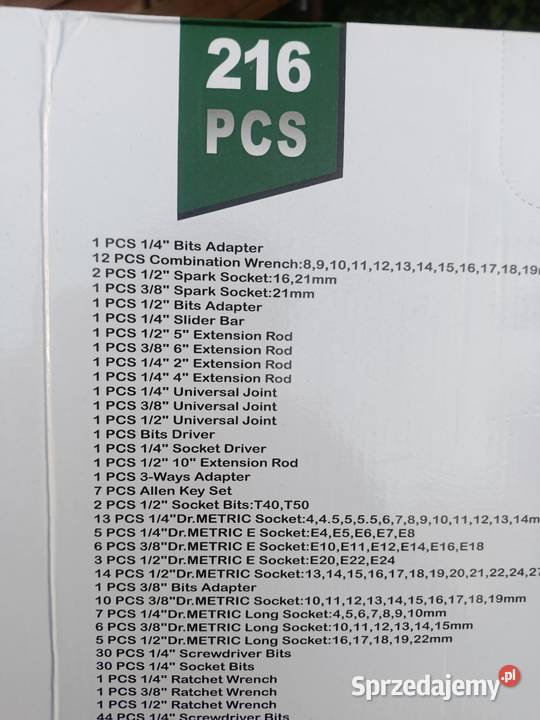 216
PCS
1 PCS 1/4" Bits Adapter
12 PCS Combination Wrench:8,9,10,11,12,13,14,15,16,17,18,19
2 PCS 1/2" Spark Socket:16,21mm
1 PCS 3/8" Spark Socket:21mm
1 PCS 1/2" Bits Adapter
1 PCS 1/4" Slider Bar
1 PCS 1/2" 5" Extension Rod
1 PCS 3/8" 6" Extension Rod
1 PCS 1/4" 2" Extension Rod
1 PCS 1/4" 4" Extension Rod
1 PCS 1/4" Universal Joint
1 PCS 3/8" Universal Joint
1 PCS 1/2" Universal Joint
1 PCS Bits Driver
1 PCS 1/4" Socket Driver
1 PCS 1/2" 10" Extension Rod
1 PCS 3-Ways Adapter
7 PCS Allen Key Set
2 PCS 1/2" Socket Bits:T40,T50
13 PCS 1/4"Dr.METRIC Socket:4,4.5,5,5.5,6,7,8,9,10,11,12,13,14m
5 PCS 1/4"Dr.METRIC E Socket:E4,E5,E6,E7,E8
6 PCS 3/8"Dr.METRIC E Socket:E10,E11,E12,E14,E16,E18
3 PCS 1/2"Dr.METRIC E Socket:E20,E22,E24
14 PCS 1/2"Dr.METRIC Socket:13,14,15,16,17,18,19,20,21,22,24,27
1 PCS 3/8" Bits Adapter
10 PCS 3/8"Dr.METRIC Socket:10,11,12,13,14,15,16,17,18,19mm
7 PCS 1/4"Dr.METRIC Long Socket:4,5,6,7,8,9,10mm
6 PCS 3/8"Dr.METRIC Long Socket:10,11,12,13,14,15mm
5 PCS 1/2"Dr.METRIC Long Socket:16,17,18,19,22mm
30 PCS 1/4" Screwdriver Bits
30 PCS 1/4" Socket Bits
1 PCS 1/4" Ratchet Wrench
1 PCS 3/8" Ratchet Wrench
1 PCS 1/2" Ratchet Wrench
44 PCS 1/4" Screwdriver Bits
Sprzedajemy.pl